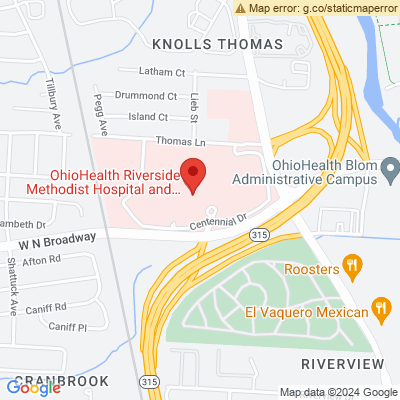 Map error: g.co/staticmaperror
KNOLLS THOMAS
Latham Ct
Tillbury Ave
Pegg Ave
Drummond Ct
Lieb St
Island Ct
Thomas Ln
OhioHealth Riverside
Methodist Hospital and...
OhioHealth Blom
Administrative Campus
ambeth Dr
Centennial Dr
W N Broadway
315
Afton Rd
Shattuck Ave
Roosters
Caniff Rd
El Vaquero Mexican
Caniff Pl
RIVERVIEW
CRANBROOK
315
Google
Map data ©2024 Google